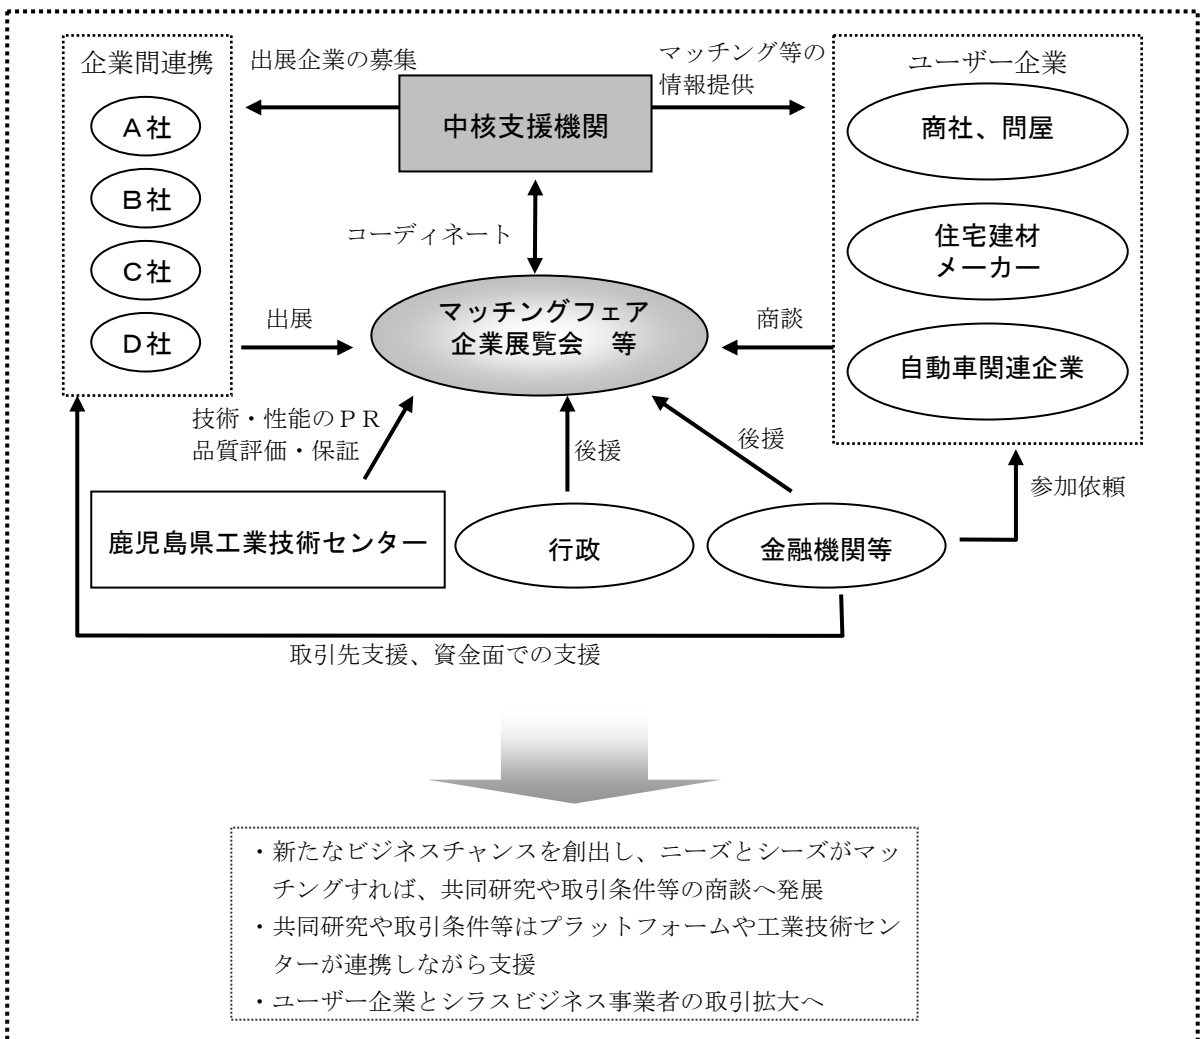 企業間連携
出展企業の募集
マッチング等の
情報提供
ユーザー企業
A社
B社
C社
D社
中核支援機関
商社、問屋
住宅建材
メーカー
自動車関連企業
コーディネート
マッチングフェア
企業展覧会　等
出展
商談
技術・性能のPR
品質評価・保証
後援
後援
参加依頼
鹿児島県工業技術センター
行政
金融機関等
取引先支援、資金面での支援
・新たなビジネスチャンスを創出し、ニーズとシーズがマッ
チングすれば、共同研究や取引条件等の商談へ発展
・共同研究や取引条件等はプラットフォームや工業技術セン
ターが連携しながら支援
・ユーザー企業とシラスビジネス事業者の取引拡大へ